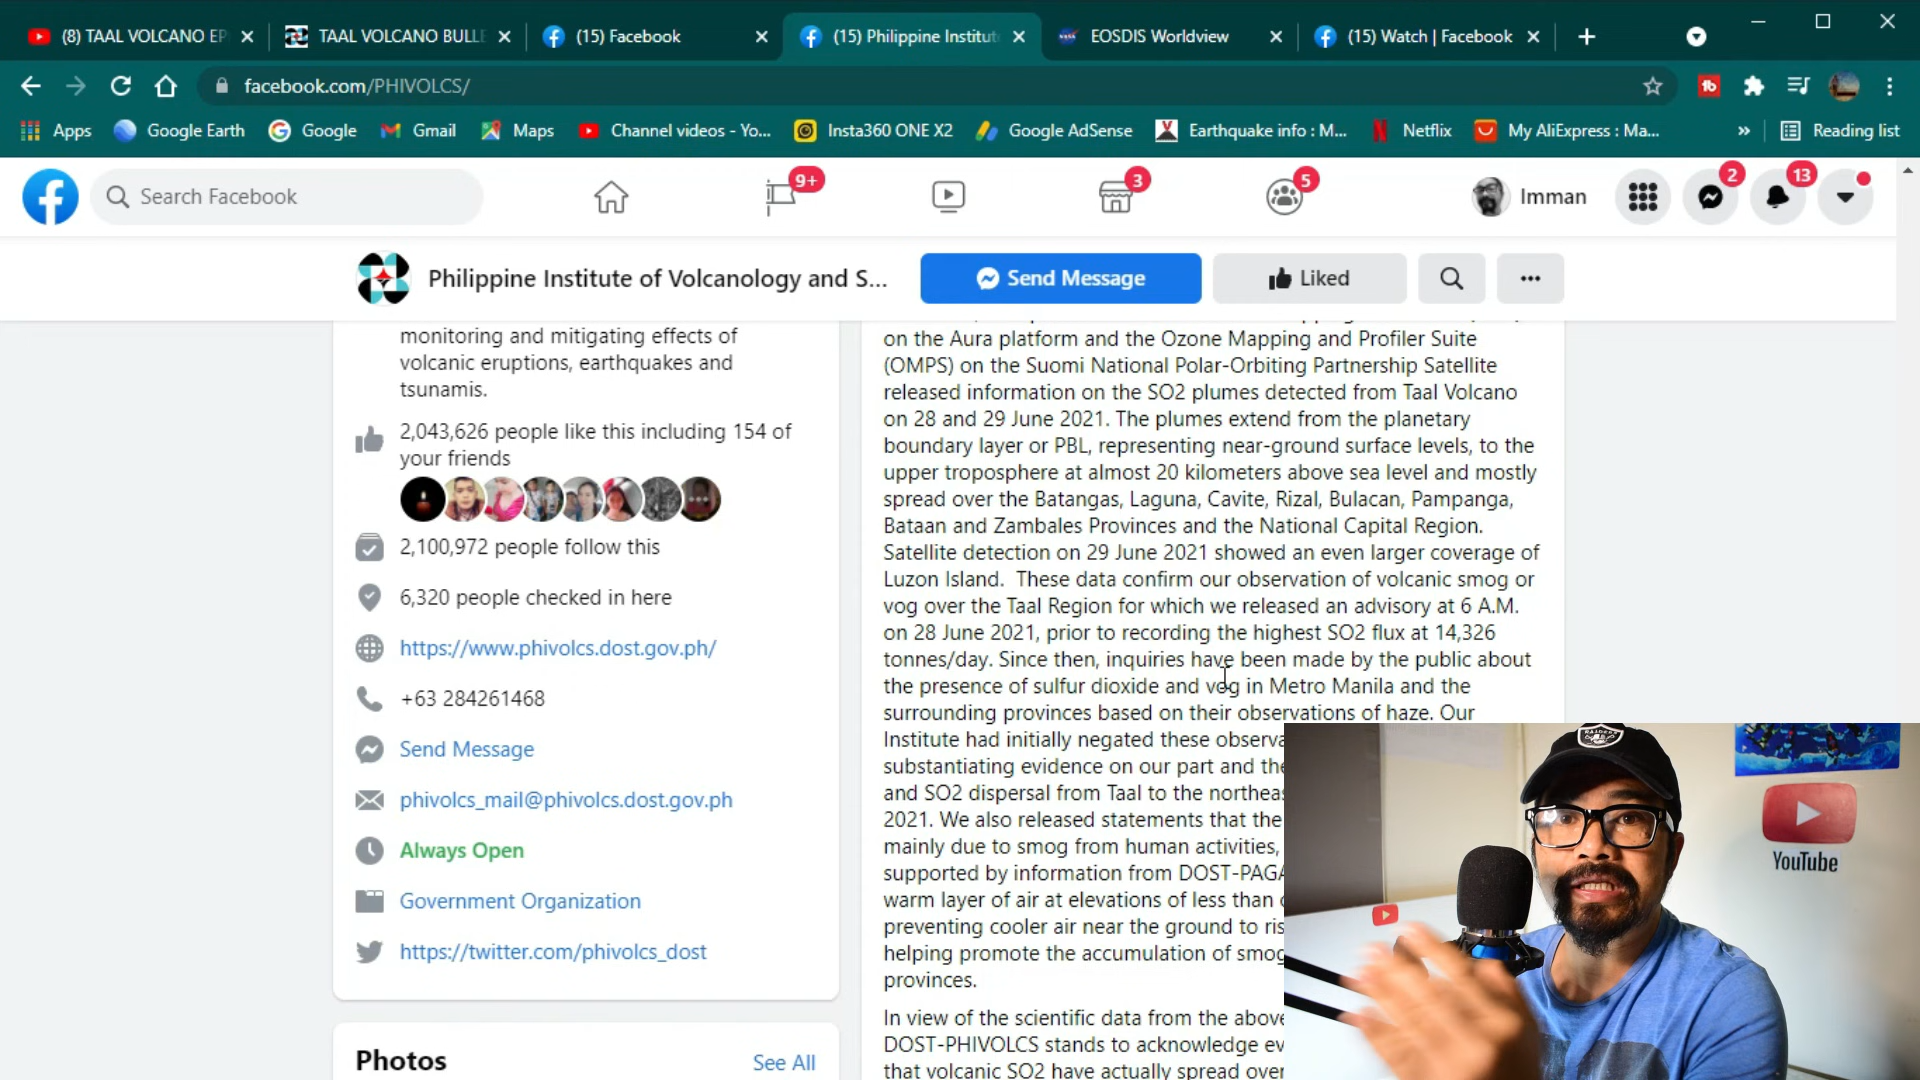 (8) TAAL VOLCANO EP
TAAL VOLCANO BULLE
(15) Facebook
(15) Philippine Institut
EOSDIS Worldview
(15) Watch | Facebook
facebook.com/PHIVOLCS/
Apps
Google Earth
Google
Gmail
Maps
Channel videos - Yo...
Insta360 ONE X2
Google AdSense
Earthquake info : M...
Netflix
My AliExpress : Ma...
»
Reading list
Search Facebook
9+
3
5
Imman
2
13
Philippine Institute of Volcanology and S...
Send Message
Liked
monitoring and mitigating effects of
volcanic eruptions, earthquakes and
tsunamis.
2,043,626 people like this including 154 of
your friends
2,100,972 people follow this
6,320 people checked in here
https://www.phivolcs.dost.gov.ph/
+63 284261468
Send Message
phivolcs_mail@phivolcs.dost.gov.ph
Always Open
Government Organization
https://twitter.com/phivolcs_dost
Photos
See All
on the Aura platform and the Ozone Mapping and Profiler Suite
(OMPS) on the Suomi National Polar-Orbiting Partnership Satellite
released information on the SO2 plumes detected from Taal Volcano
on 28 and 29 June 2021. The plumes extend from the planetary
boundary layer or PBL, representing near-ground surface levels, to the
upper troposphere at almost 20 kilometers above sea level and mostly
spread over the Batangas, Laguna, Cavite, Rizal, Bulacan, Pampanga,
Bataan and Zambales Provinces and the National Capital Region.
Satellite detection on 29 June 2021 showed an even larger coverage of
Luzon Island. These data confirm our observation of volcanic smog or
vog over the Taal Region for which we released an advisory at 6 A.M.
on 28 June 2021, prior to recording the highest SO2 flux at 14,326
tonnes/day. Since then, inquiries have been made by the public about
the presence of sulfur dioxide and vog in Metro Manila and the
surrounding provinces based on their observations of haze. Our
Institute had initially negated these observa
substantiating evidence on our part and the
and SO2 dispersal from Taal to the northeas
2021. We also released statements that the
mainly due to smog from human activities,
supported by information from DOST-PAGA
warm layer of air at elevations of less than
preventing cooler air near the ground to ris
helping promote the accumulation of smog
provinces.
In view of the scientific data from the above
DOST-PHIVOLCS stands to acknowledge ev
that volcanic SO2 have actually spread over
RAIDERS
YouTube